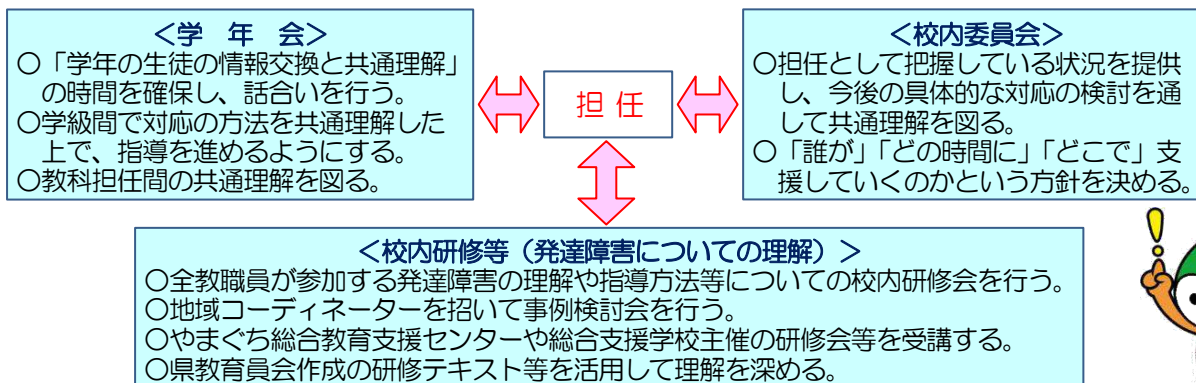 ＜学　年　会＞
○「学年の生徒の情報交換と共通理解」
の時間を確保し、話合いを行う。
○学級間で対応の方法を共通理解した
上で、指導を進めるようにする。
○教科担任間の共通理解を図る。
担 任
＜校内委員会＞
○担任として把握している状況を提供
し、今後の具体的な対応の検討を通
して共通理解を図る。
○「誰が」「どの時間に」「どこで」支
援していくのかという方針を決める。
＜校内研修等（発達障害についての理解）＞
○全教職員が参加する発達障害の理解や指導方法等についての校内研修会を行う。
○地域コーディネーターを招いて事例検討会を行う。
○やまぐち総合教育支援センターや総合支援学校主催の研修会等を受講する。
○県教育員会作成の研修テキスト等を活用して理解を深める。